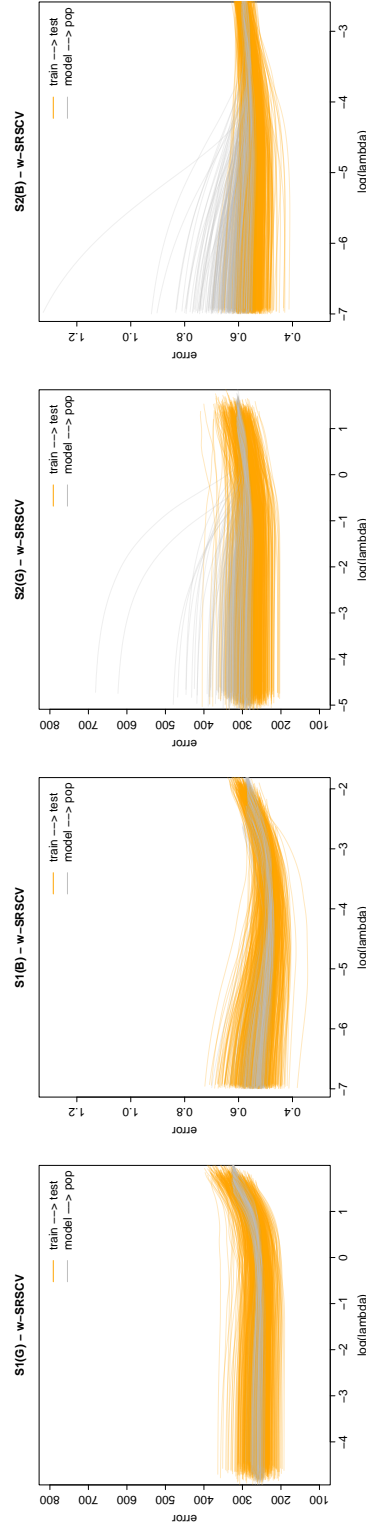 S1(G) − w−SRSCV
800
700
600
500
400
300
200
100
error
train −−> test
model −−> pop
−4 −3 −2 −1 0 1
log(lambda)
S1(B) − w−SRSCV
1.2
1.0
0.8
0.6
0.4
error
train −−> test
model −−> pop
−7 −6 −5 −4 −3 −2
log(lambda)
S2(G) − w−SRSCV
800
700
600
500
400
300
200
100
error
train −−> test
model −−> pop
−5 −4 −3 −2 −1 0 1
log(lambda)
S2(B) − w−SRSCV
1.2
1.0
0.8
0.6
0.4
error
train −−> test
model −−> pop
−7 −6 −5 −4 −3
log(lambda)